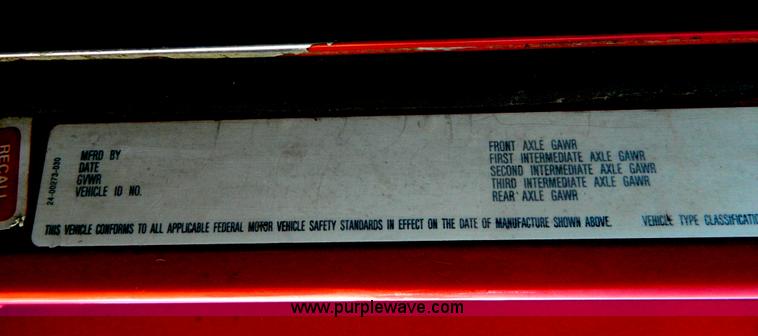 RECALL
24-00273-030
MFRD BY
DATE
GVWR
VEHICLE ID NO.
FRONT AXLE GAWR
FIRST INTERMEDIATE AXLE GAWR
SECOND INTERMEDIATE AXLE GAWR
THIRD INTERMEDIATE AXLE GAWR
REAR AXLE GAWR
THIS VEHICLE CONFORMS TO ALL APPLICABLE FEDERAL MOTOR VEHICLE SAFETY STANDARDS IN EFFECT ON THE DATE OF MANUFACTURE SHOWN ABOVE. VEHICLE TYPE CLASSIFICATIO
www.purplewave.com